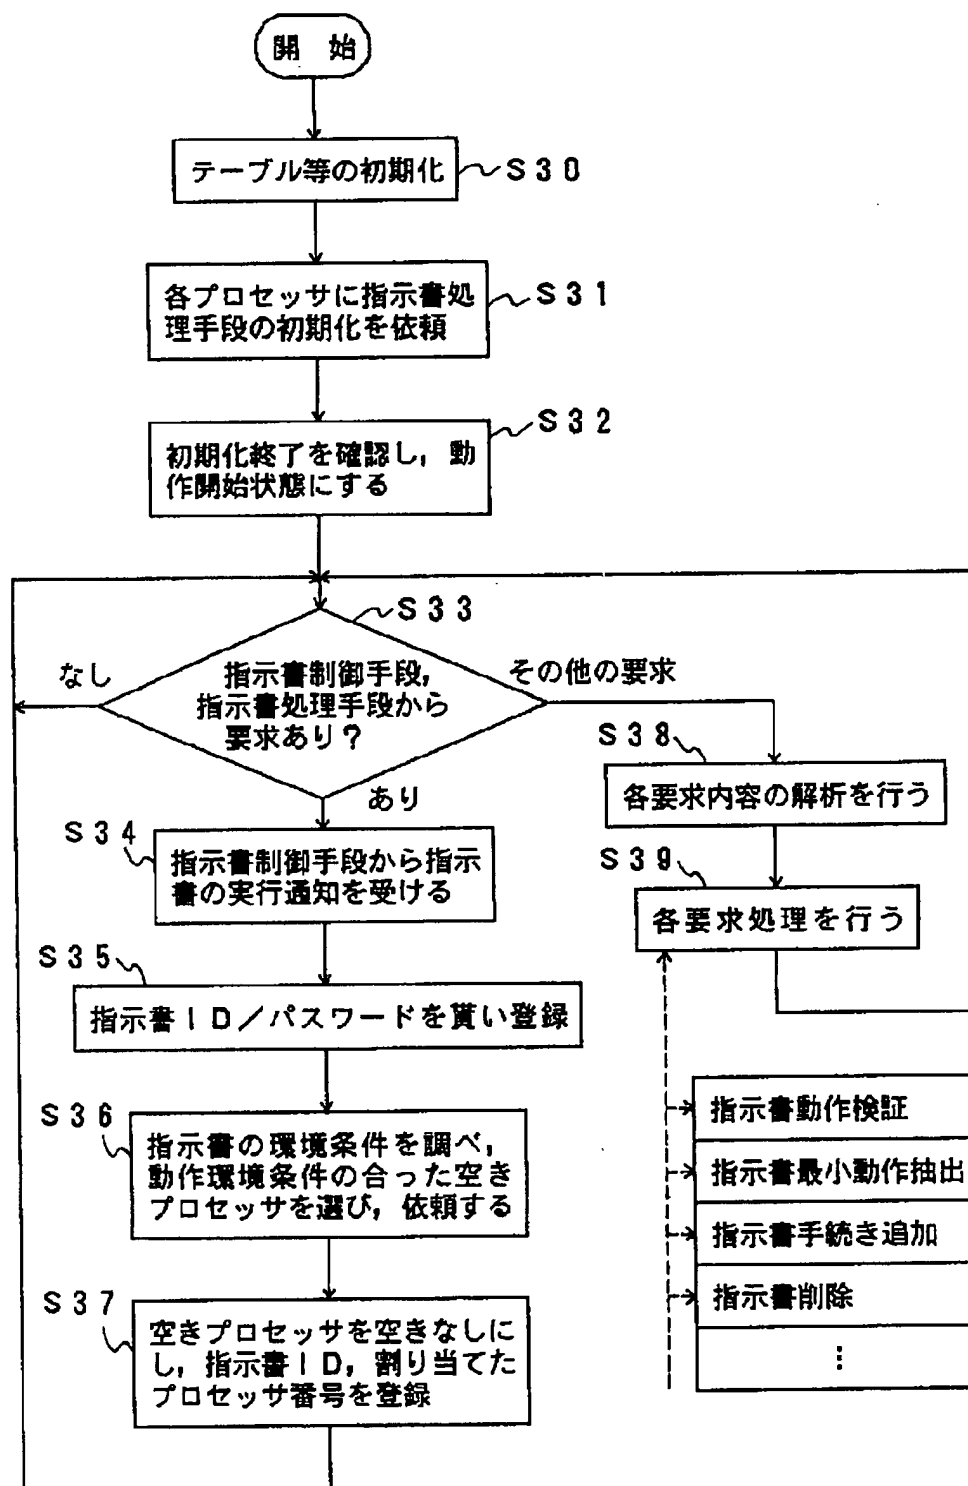 開 始
テーブル等の初期化
S30
各プロセッサに指示書処
理手段の初期化を依頼
S31
初期化終了を確認し，動
作開始状態にする
S32
S33
指示書制御手段，
指示書処理手段から
要求あり？
なし
その他の要求
あり
S34
指示書制御手段から指示
書の実行通知を受ける
S35
指示書ID／パスワードを貰い登録
S36
指示書の環境条件を調べ，
動作環境条件の合った空き
プロセッサを選び，依頼する
S37
空きプロセッサを空きなしに
し，指示書ID，割り当てた
プロセッサ番号を登録
S38
各要求内容の解析を行う
S39
各要求処理を行う
指示書動作検証
指示書最小動作抽出
指示書手続き追加
指示書削除
⋮